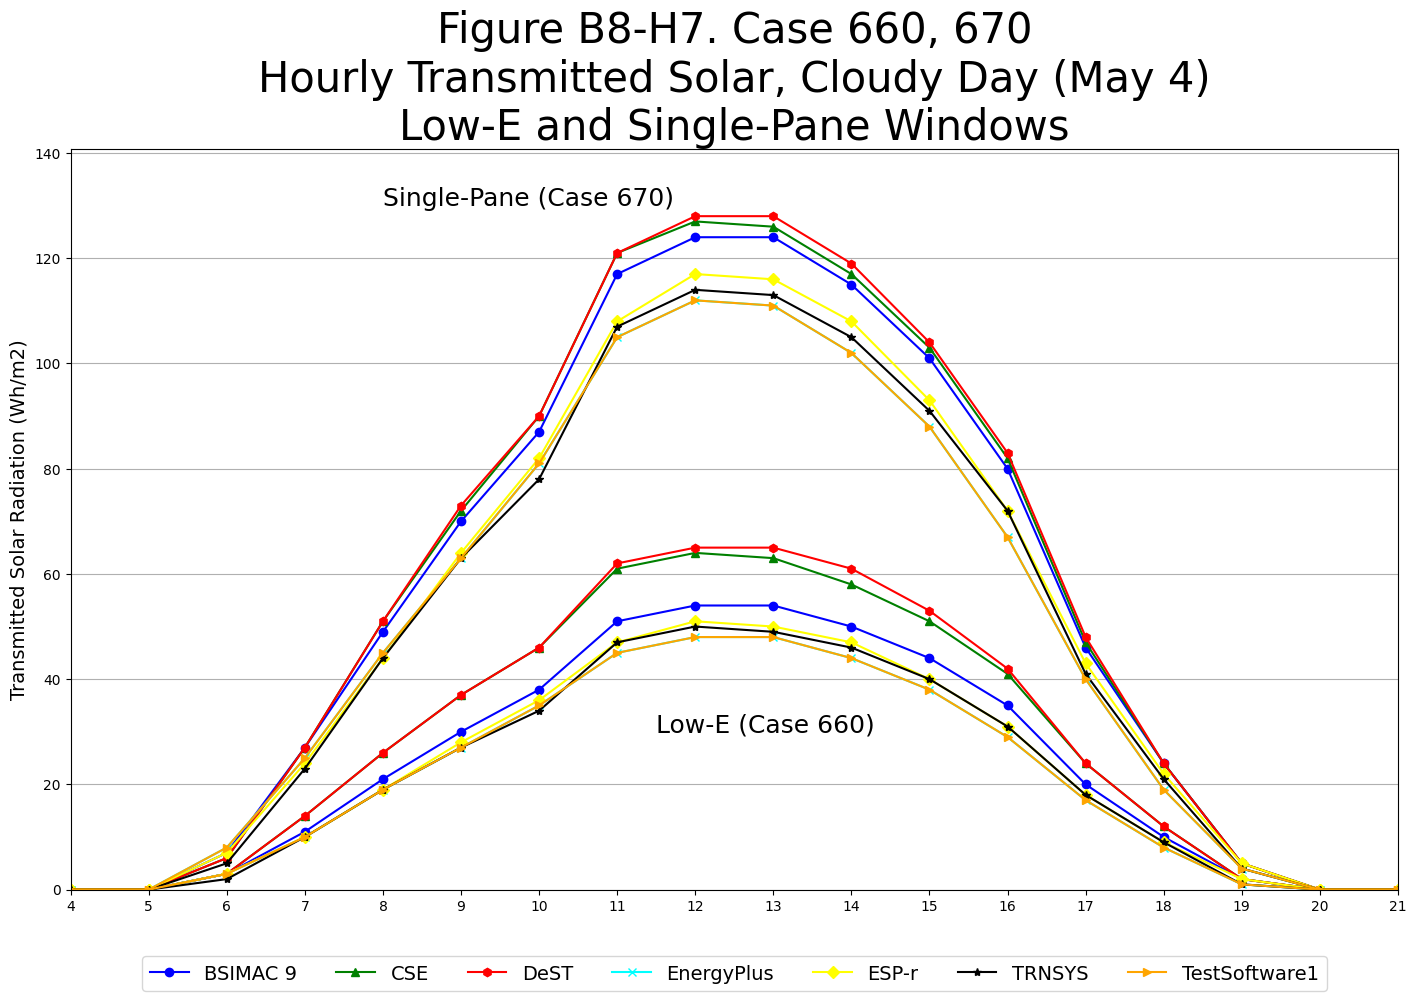 Figure B8-H7. Case 660, 670
Hourly Transmitted Solar, Cloudy Day (May 4)
Low-E and Single-Pane Windows
140
Single-Pane (Case 670)
120
100
80
60
Transmitted Solar Radiation (Wh/m2)
40
Low-E (Case 660)
20
0
4 5 6 7 8 9 10 11 12 13 14 15 16 17 18 19 20 21
BSIMAC 9 CSE DeST EnergyPlus ESP-r TRNSYS TestSoftware1